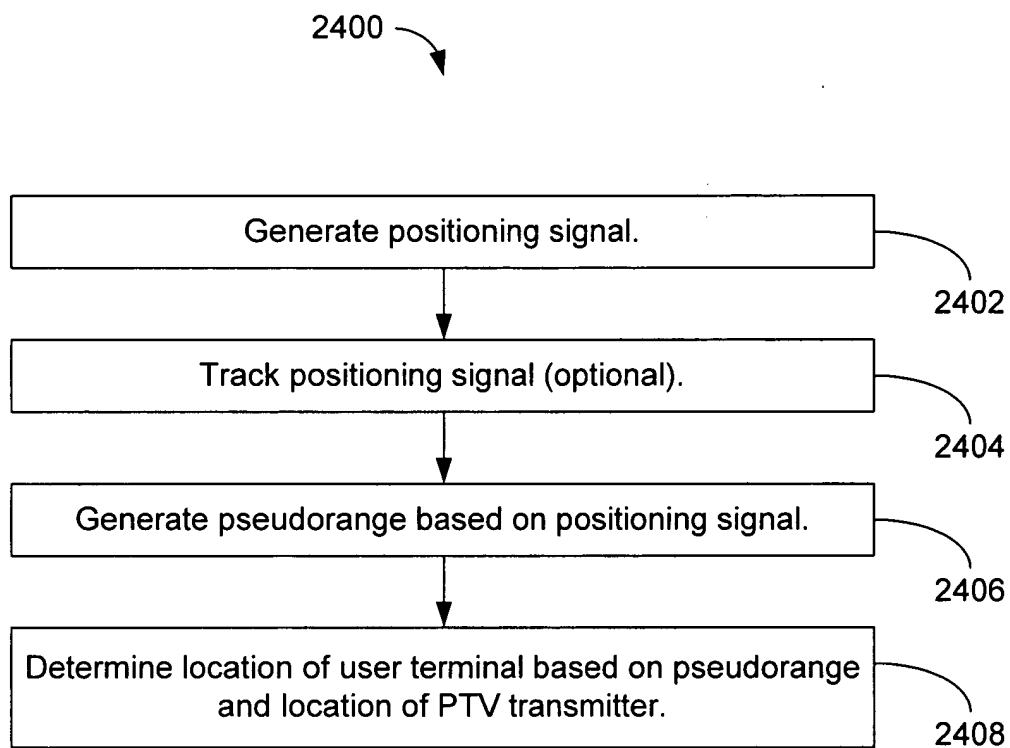 2400
Generate positioning signal.
2402
Track positioning signal (optional).
2404
Generate pseudorange based on positioning signal.
2406
Determine location of user terminal based on pseudorange
and location of PTV transmitter.
2408